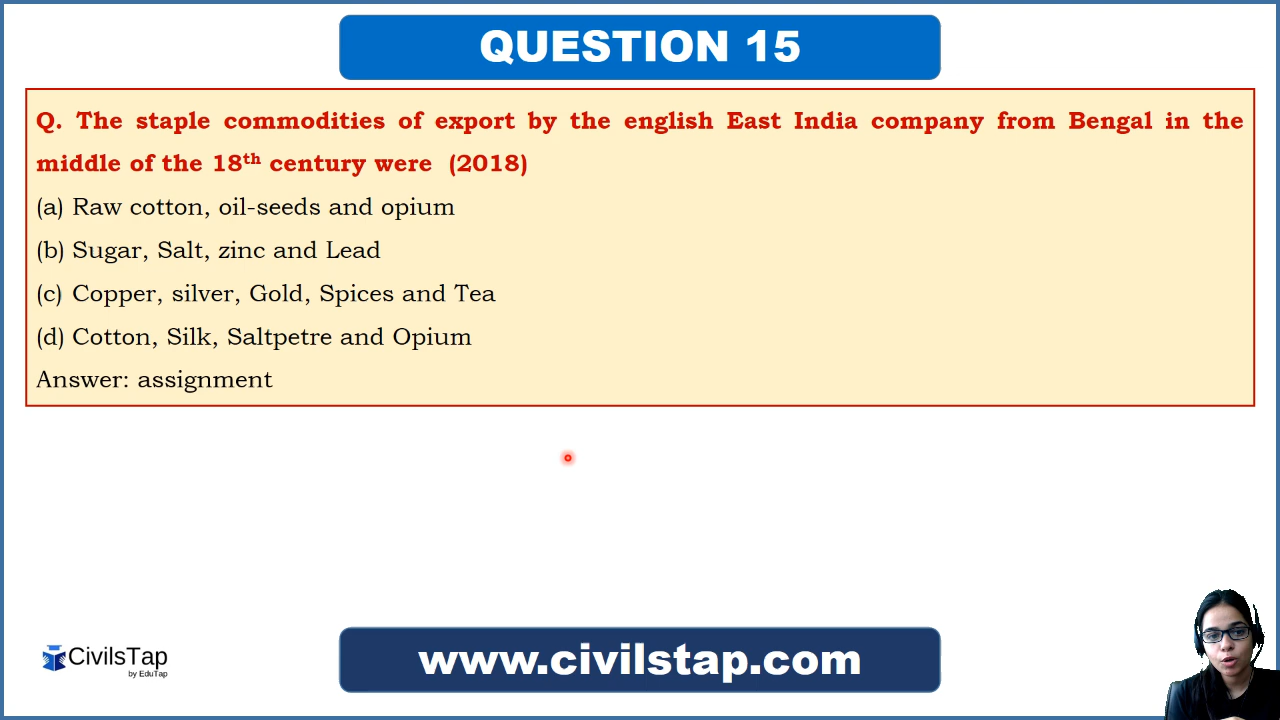 QUESTION 15
Q. The staple commodities of export by the english East India company from Bengal in the
middle of the 18th century were (2018)
(a) Raw cotton, oil-seeds and opium
(b) Sugar, Salt, zinc and Lead
(c) Copper, silver, Gold, Spices and Tea
(d) Cotton, Silk, Saltpetre and Opium
Answer: assignment
CivilsTap
by EduTap
www.civilstap.com